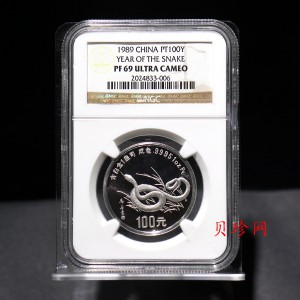 1989 CHINA PT100Y
YEAR OF THE SNAKE
PF 69 ULTRA CAMEO
2024833-006
NGC
100元
贝珍网